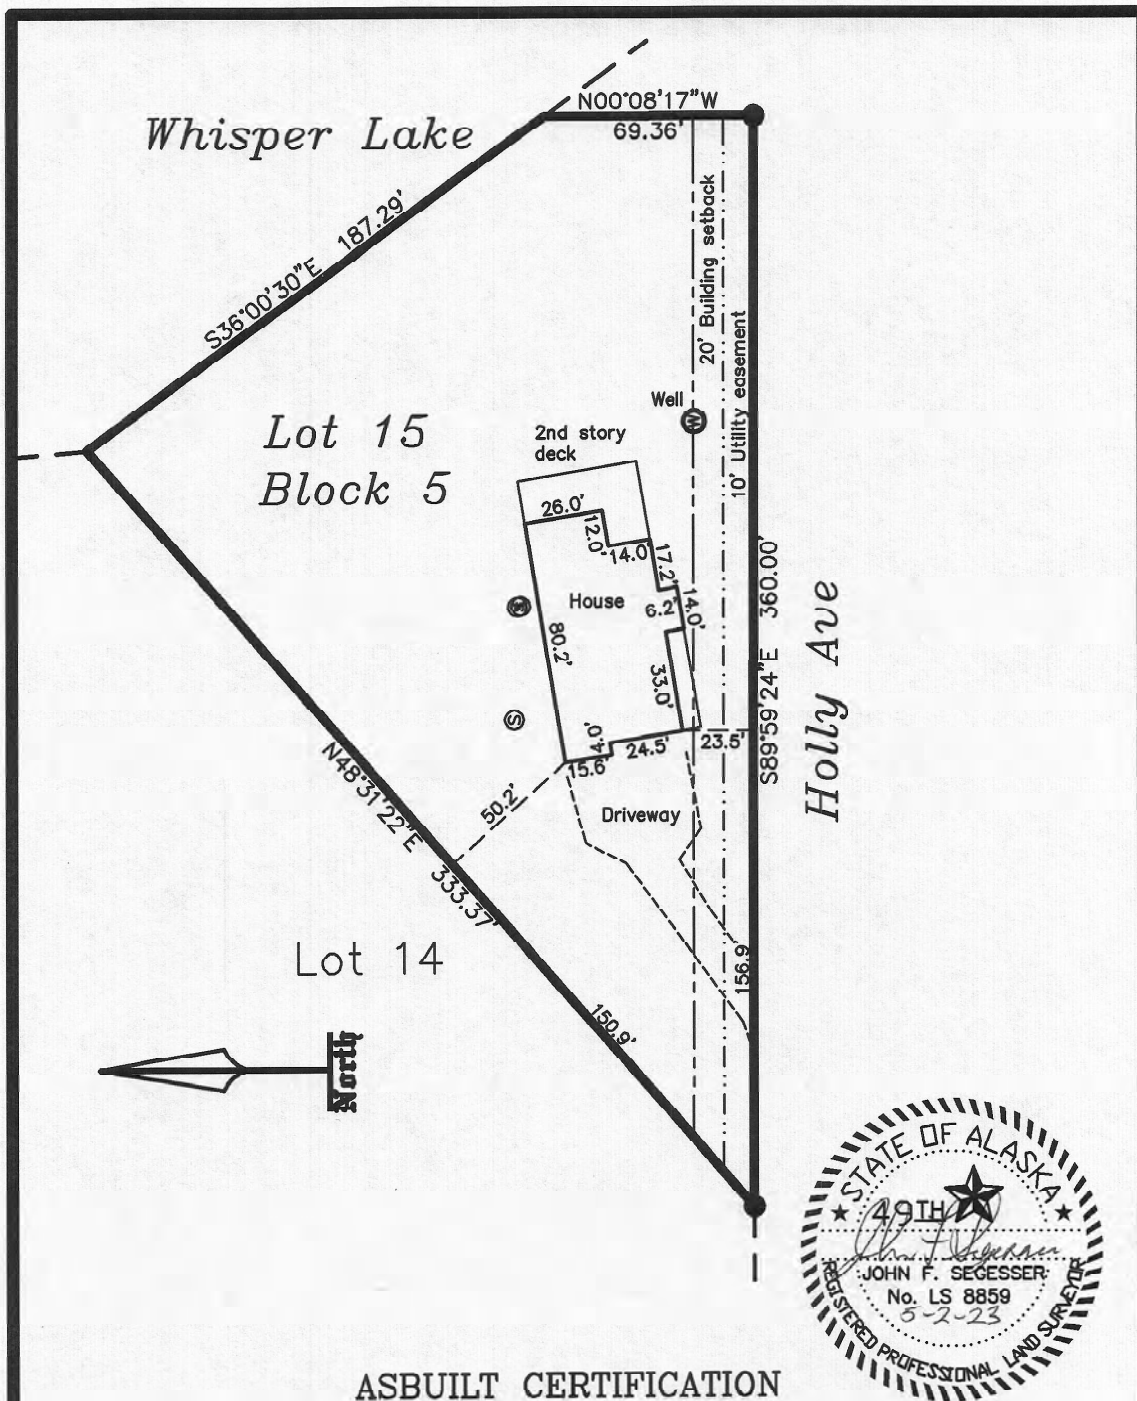 N00°08'17"W
69.36'
Whisper Lake
187.29'
S36°00'30"E
20' Building setback
10' Utility easement
Well
W
Lot 15
Block 5
2nd story
deck
26.0'
12.0'
14.0'
17.2'
House
6.2'
14.0'
80.2'
33.0'
S
4.0'
24.5'
15.6'
23.5'
S89°59'24"E 360.00'
Holly Ave
N48°31'22"E
333.37'
50.2'
Driveway
156.9'
Lot 14
150.9'
North
STATE OF ALASKA
49TH
JOHN F. SEGESSER
No. LS 8859
5-2-23
REGISTERED PROFESSIONAL LAND SURVEYOR
ASBUILT CERTIFICATION